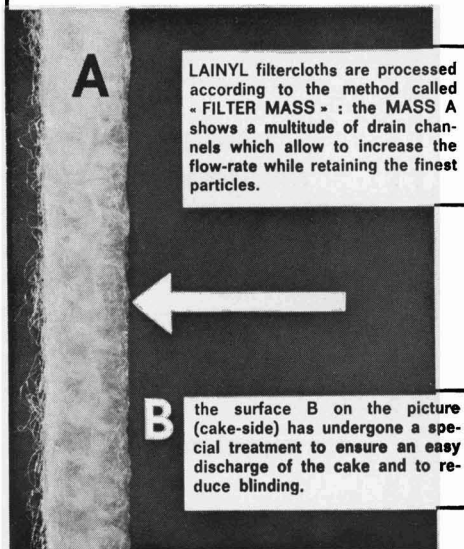 A
LAINYL filtercloths are processed
according to the method called
« FILTER MASS » : the MASS A
shows a multitude of drain chan-
nels which allow to increase the
flow-rate while retaining the finest
particles.
B
the surface B on the picture
(cake-side) has undergone a spe-
cial treatment to ensure an easy
discharge of the cake and to re-
duce blinding.